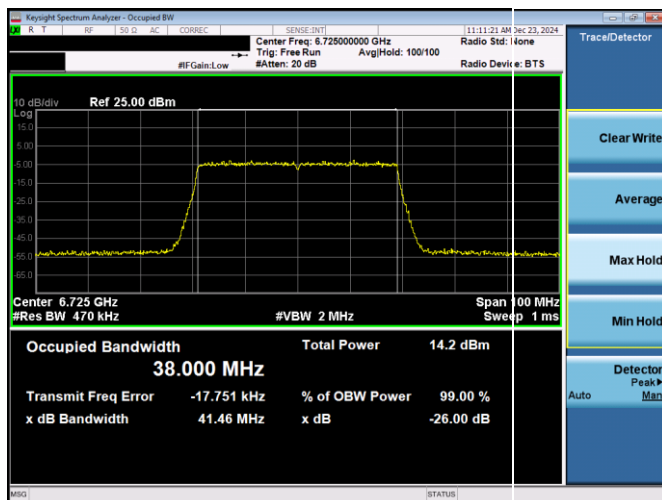 Keysight Spectrum Analyzer - Occupied BW
R T RF 50 Ω AC CORREC SENSE:INT 11:11:21 AM Dec 23, 2024
Center Freq: 6.725000000 GHz Radio Std: None
Trig: Free Run Avg|Hold: 100/100
#IFGain:Low #Atten: 20 dB Radio Device: BTS
Trace/Detector
10 dB/div Ref 25.00 dBm
Log
15.0
5.00
-5.00
-15.0
-25.0
-35.0
-45.0
-55.0
-65.0
Center 6.725 GHz Span 100 MHz
#Res BW 470 kHz #VBW 2 MHz Sweep 1 ms
Occupied Bandwidth Total Power 14.2 dBm
38.000 MHz
Transmit Freq Error -17.751 kHz % of OBW Power 99.00 %
x dB Bandwidth 41.46 MHz x dB -26.00 dB
Clear Write
Average
Max Hold
Min Hold
Detector
Peak▶
Auto Man
MSG STATUS